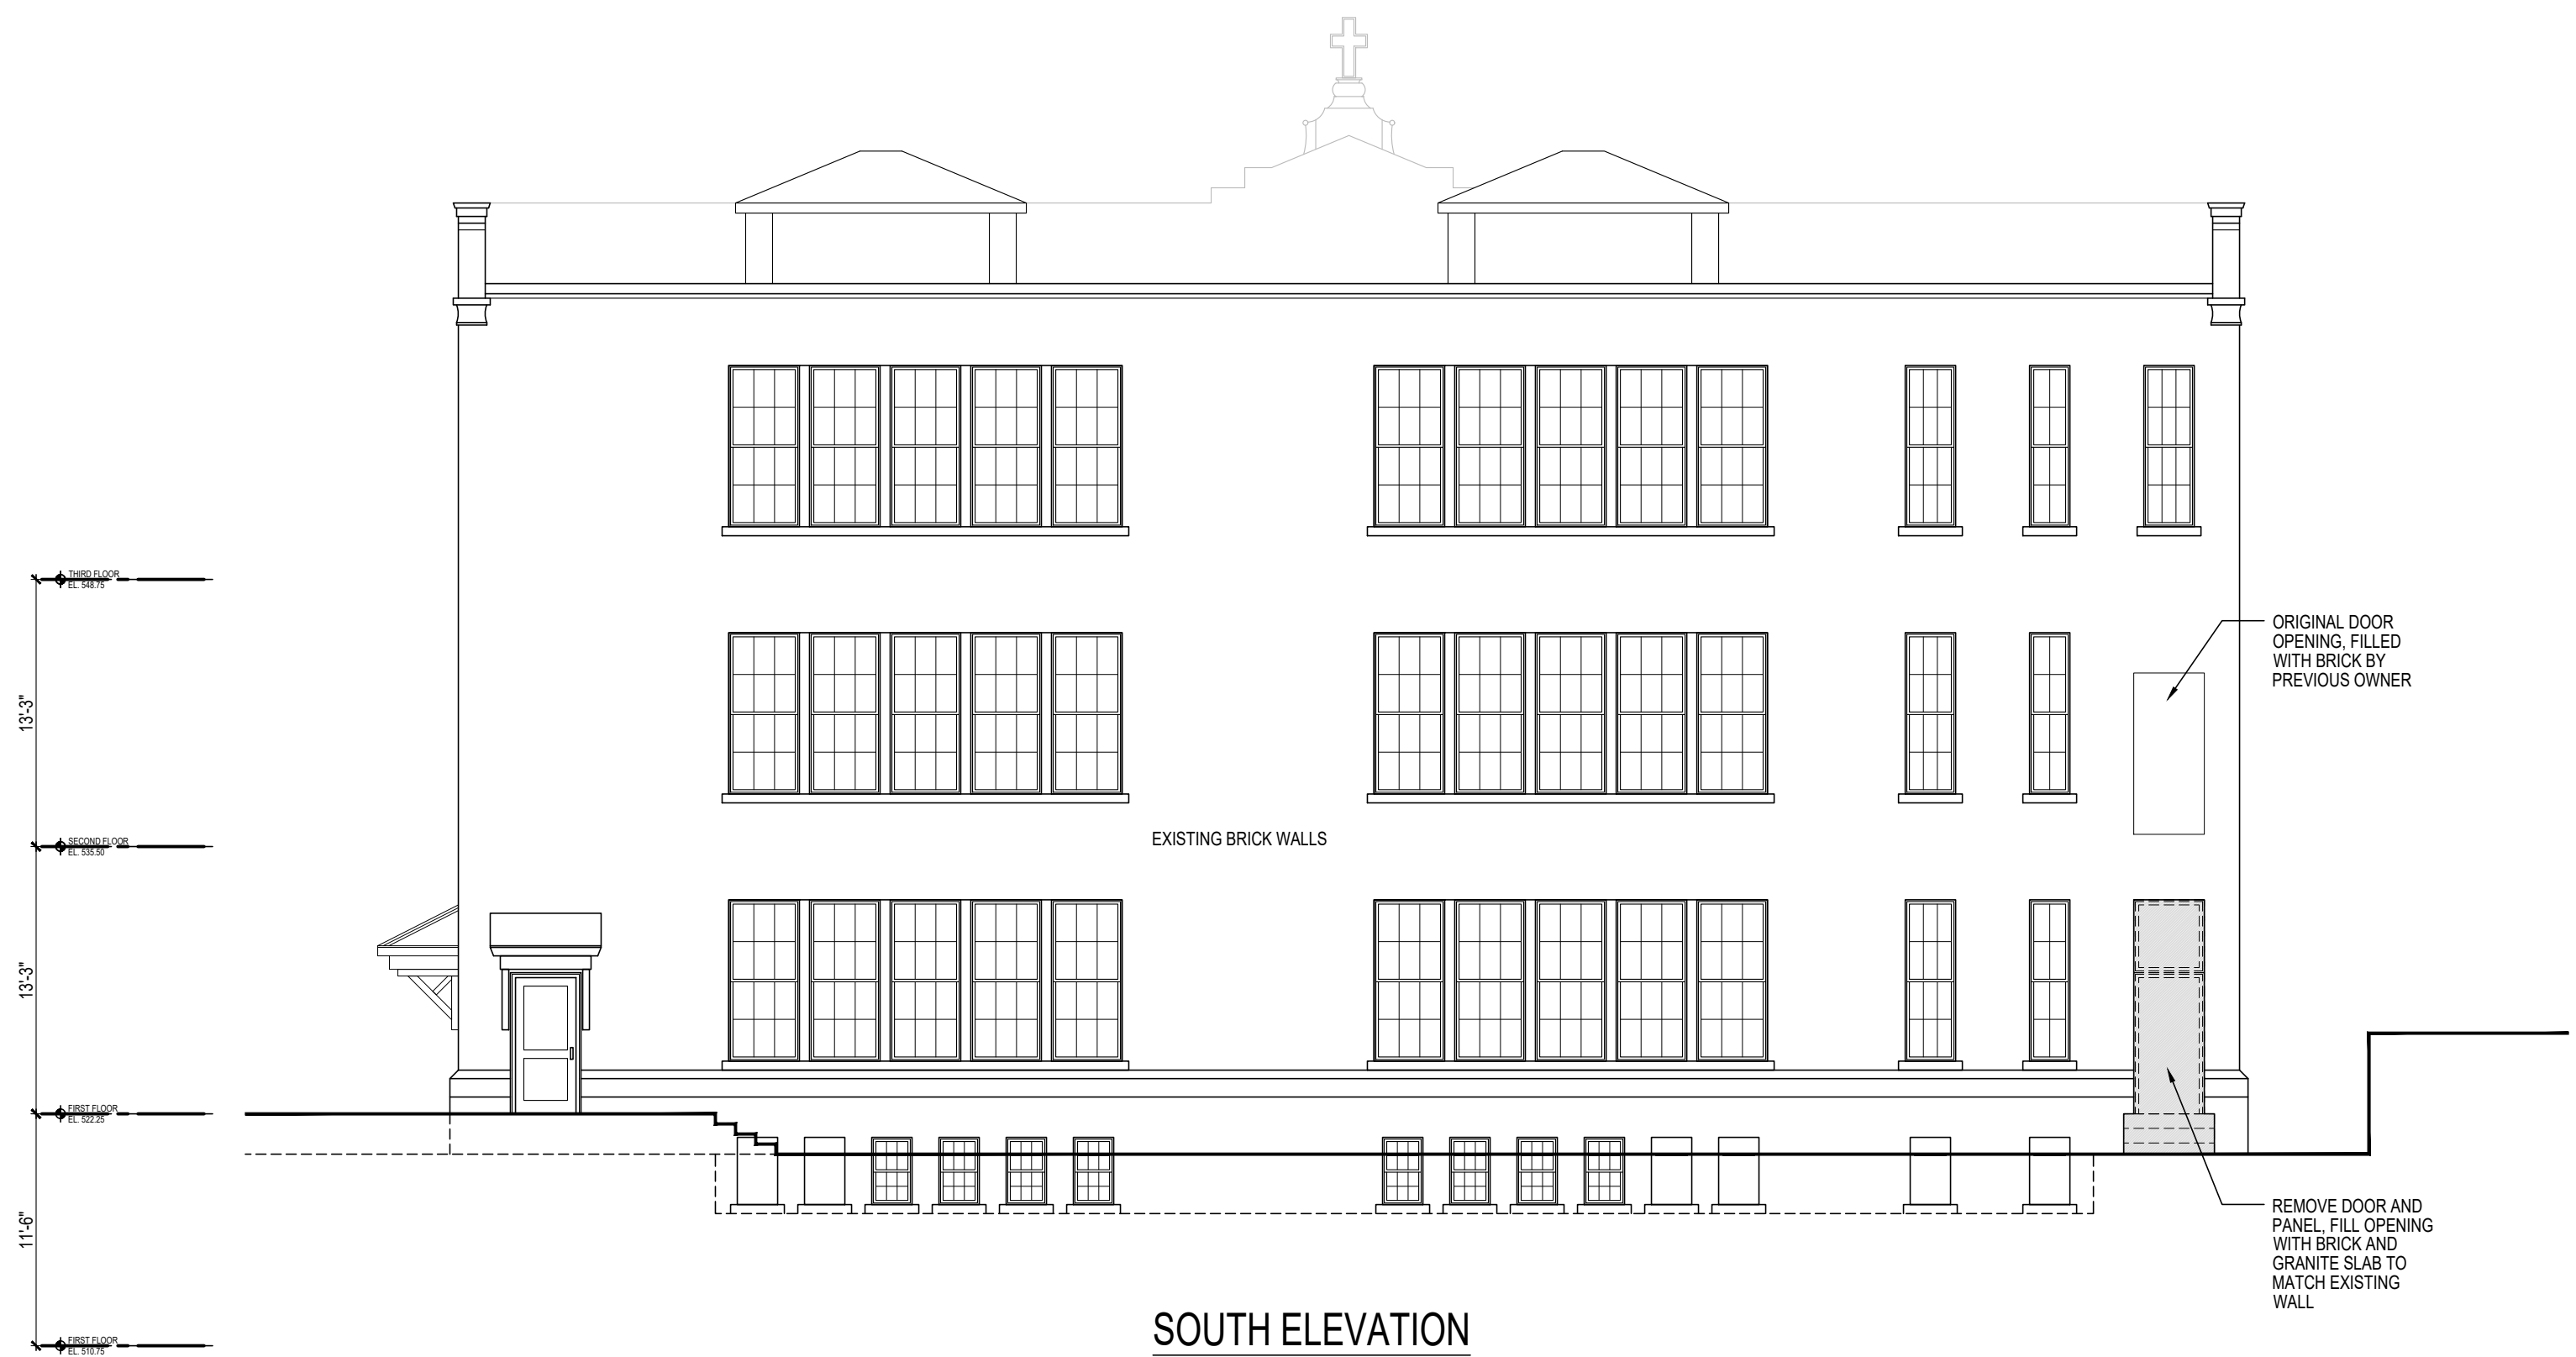 THIRD FLOOR
EL. 548.75
13'-3"
SECOND FLOOR
EL. 535.50
13'-3"
FIRST FLOOR
EL. 522.25
11'-6"
FIRST FLOOR
EL. 510.75
EXISTING BRICK WALLS
ORIGINAL DOOR
OPENING, FILLED
WITH BRICK BY
PREVIOUS OWNER
REMOVE DOOR AND
PANEL, FILL OPENING
WITH BRICK AND
GRANITE SLAB TO
MATCH EXISTING
WALL
SOUTH ELEVATION